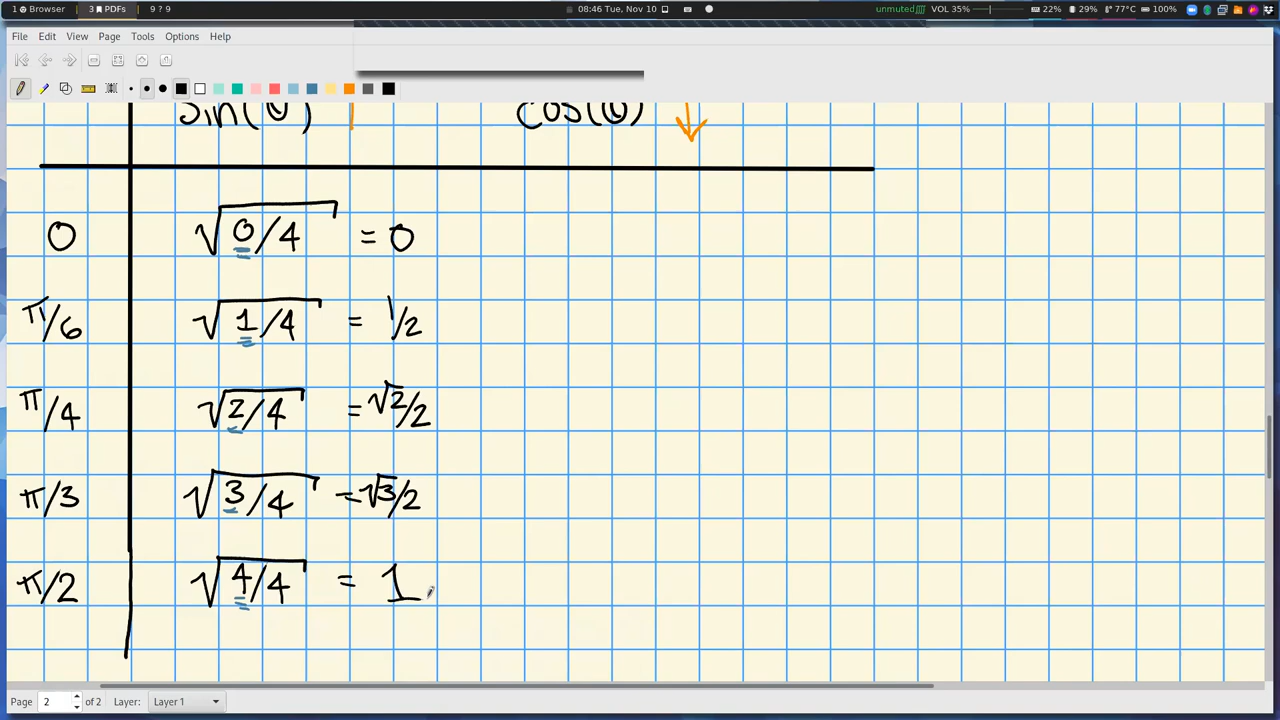 1 Browser 3 PDFs 9 ? 9 08:46 Tue, Nov 10 unmuted VOL 35% 22% 29% 77°C 100%
File Edit View Page Tools Options Help
Sin(θ) Cos(θ)
0 √0/4 = 0
π/6 √1/4 = 1/2
π/4 √2/4 = √2/2
π/3 √3/4 = √3/2
π/2 √4/4 = 1
Page 2 of 2 Layer: Layer 1